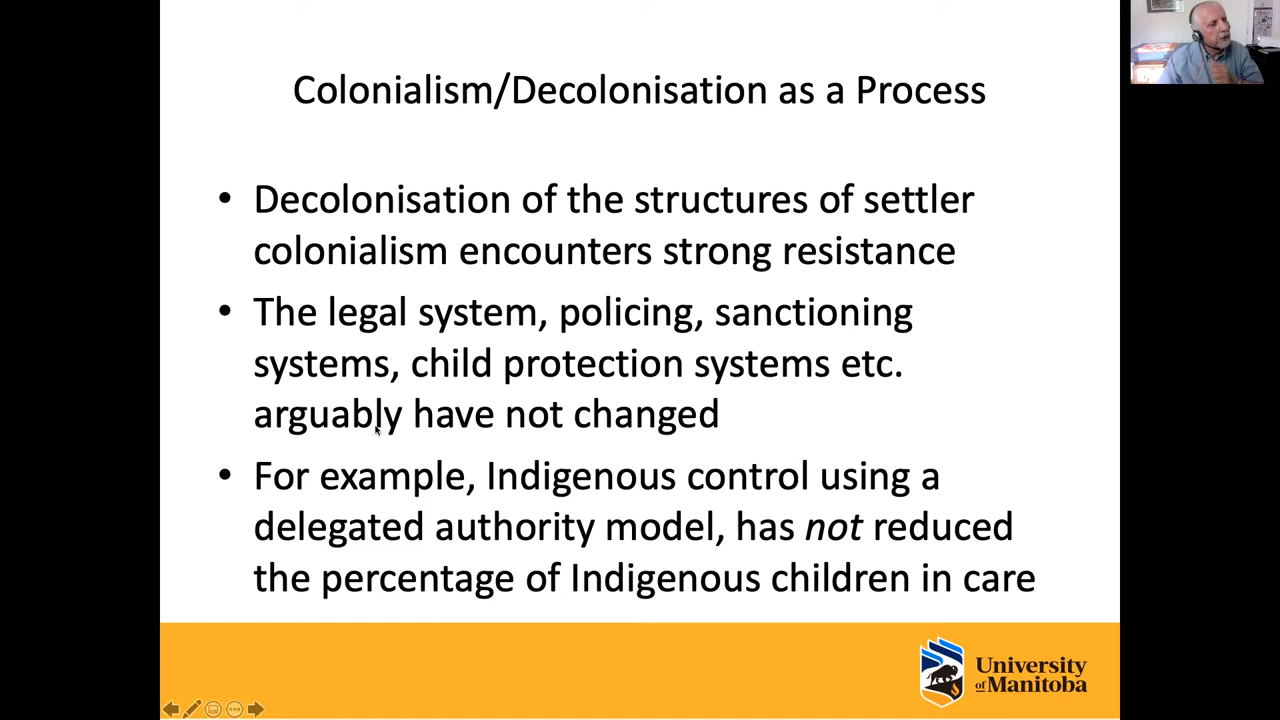 Colonialism/Decolonisation as a Process
• Decolonisation of the structures of settler
colonialism encounters strong resistance
• The legal system, policing, sanctioning
systems, child protection systems etc.
arguably have not changed
• For example, Indigenous control using a
delegated authority model, has not reduced
the percentage of Indigenous children in care
University
of Manitoba